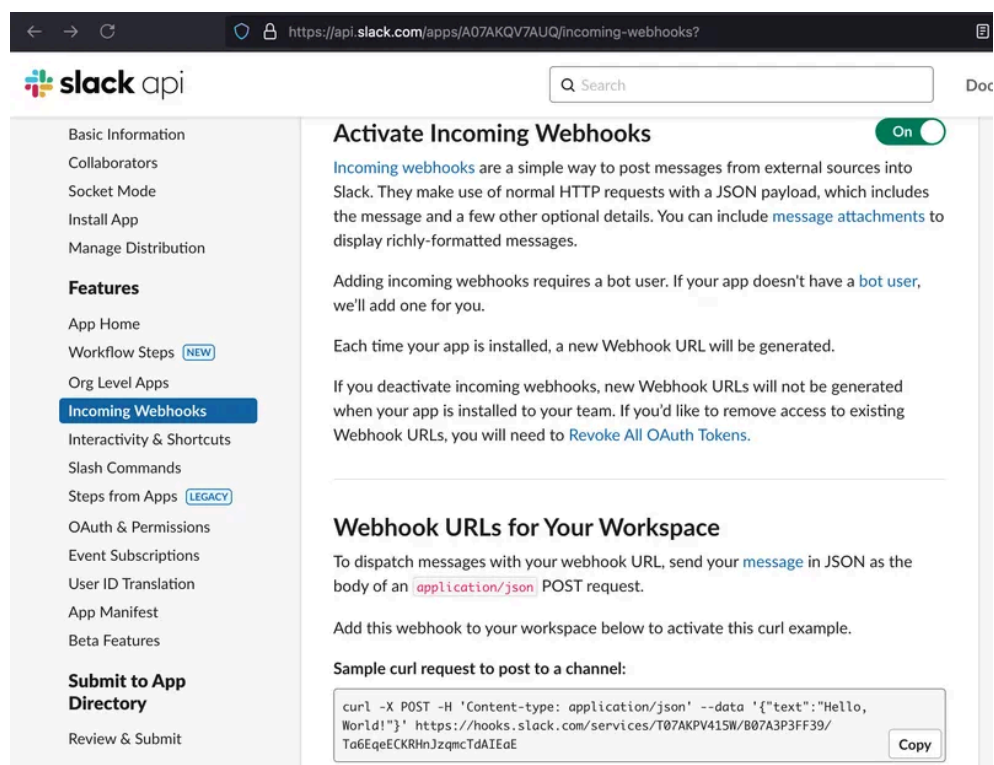 https://api.slack.com/apps/A07AKQV7AUQ/incoming-webhooks?
slack api
Search
Doc
Basic Information
Collaborators
Socket Mode
Install App
Manage Distribution
Features
App Home
Workflow Steps NEW
Org Level Apps
Incoming Webhooks
Interactivity & Shortcuts
Slash Commands
Steps from Apps LEGACY
OAuth & Permissions
Event Subscriptions
User ID Translation
App Manifest
Beta Features
Submit to App
Directory
Review & Submit
Activate Incoming Webhooks
On
Incoming webhooks are a simple way to post messages from external sources into
Slack. They make use of normal HTTP requests with a JSON payload, which includes
the message and a few other optional details. You can include message attachments to
display richly-formatted messages.
Adding incoming webhooks requires a bot user. If your app doesn't have a bot user,
we'll add one for you.
Each time your app is installed, a new Webhook URL will be generated.
If you deactivate incoming webhooks, new Webhook URLs will not be generated
when your app is installed to your team. If you'd like to remove access to existing
Webhook URLs, you will need to Revoke All OAuth Tokens.
Webhook URLs for Your Workspace
To dispatch messages with your webhook URL, send your message in JSON as the
body of an application/json POST request.
Add this webhook to your workspace below to activate this curl example.
Sample curl request to post to a channel:
curl -X POST -H 'Content-type: application/json' --data '{"text":"Hello,
World!"}' https://hooks.slack.com/services/T07AKPV415W/B07A3P3FF39/
Ta6EqeECKRHnJzqmcTdAIEaE
Copy